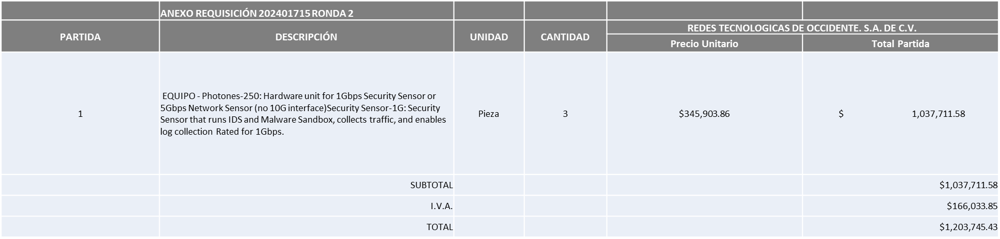 ANEXO REQUISICIÓN 202401715 RONDA 2
PARTIDA DESCRIPCIÓN UNIDAD CANTIDAD REDES TECNOLOGICAS DE OCCIDENTE. S.A. DE C.V.
Precio Unitario Total Partida
EQUIPO - Photones-250: Hardware unit for 1Gbps Security Sensor or
5Gbps Network Sensor (no 10G interface)Security Sensor-1G: Security
Sensor that runs IDS and Malware Sandbox, collects traffic, and enables
log collection Rated for 1Gbps.
1 Pieza 3 $345,903.86 $ 1,037,711.58
SUBTOTAL $1,037,711.58
I.V.A. $166,033.85
TOTAL $1,203,745.43